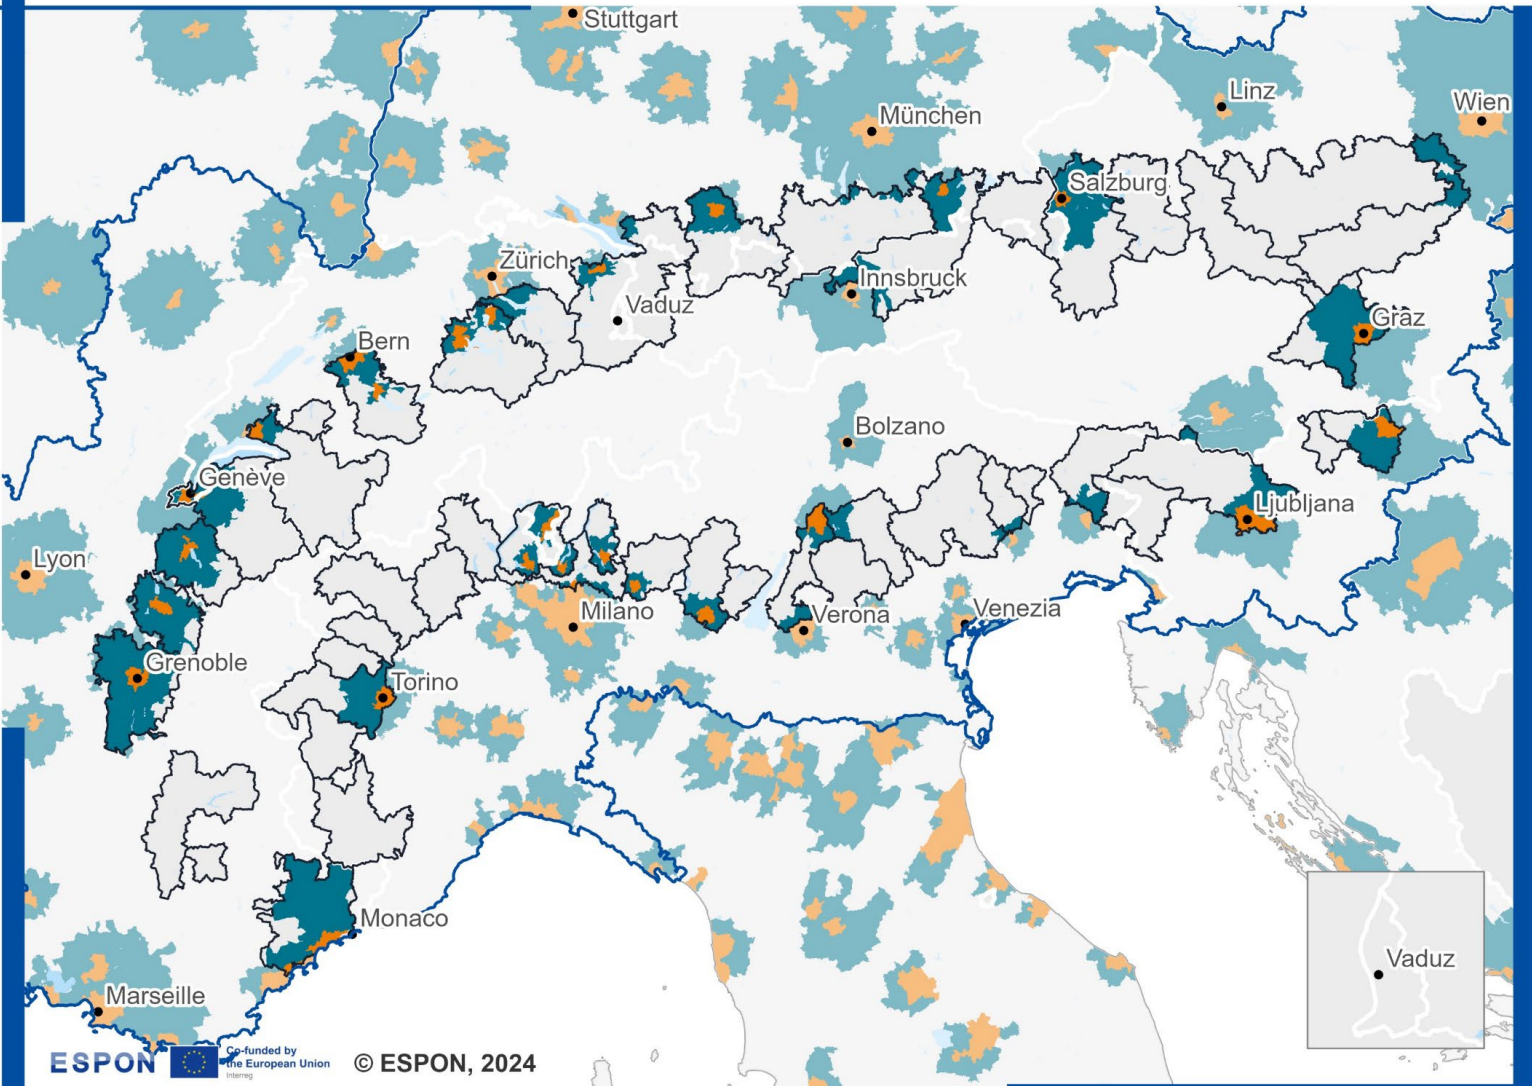 Stuttgart
Linz
Wien
München
Salzburg
Zürich
Innsbruck
Vaduz
Graz
Bern
Bolzano
Genève
Ljubljana
Lyon
Milano
Verona
Venezia
Grenoble
Torino
Monaco
Vaduz
Marseille
ESPON
Co-funded by
the European Union
Interreg
© ESPON, 2024